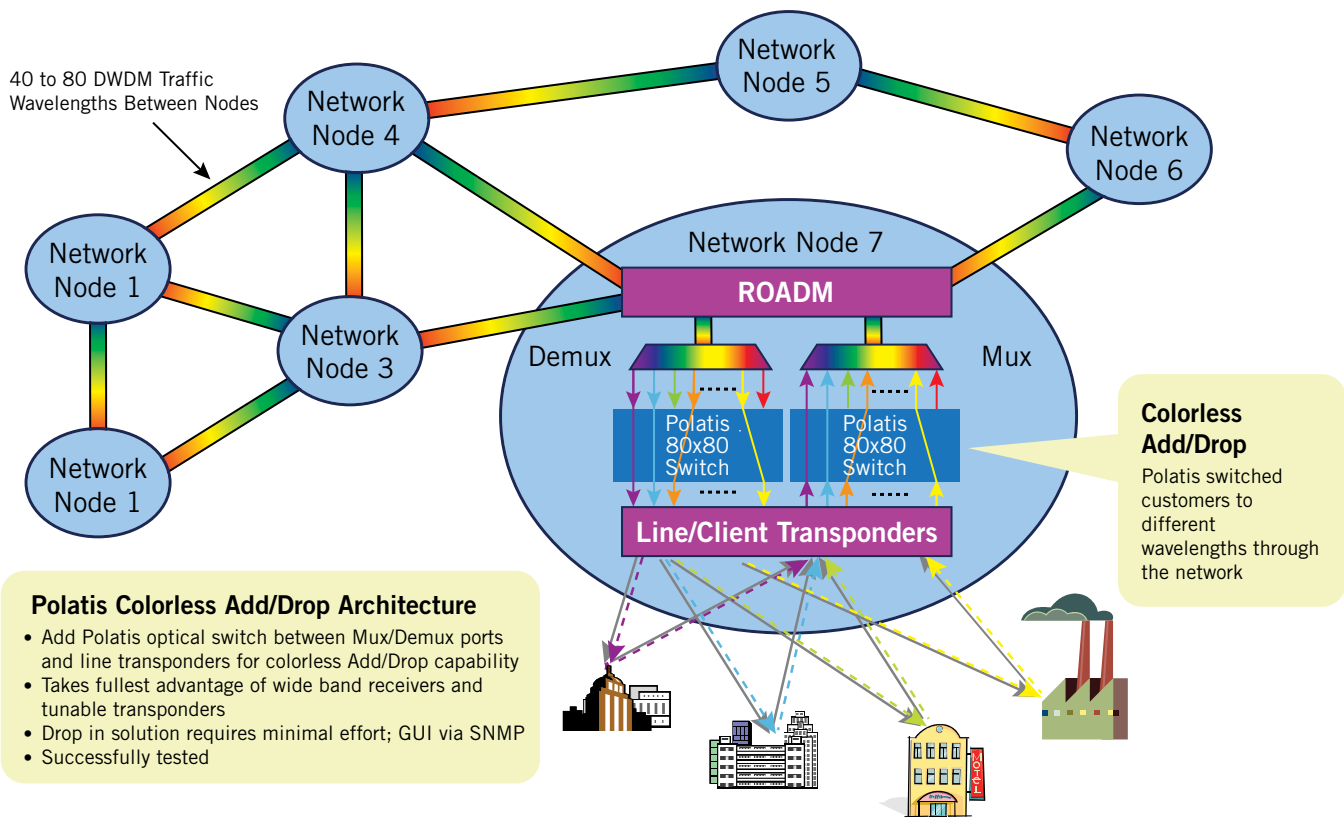 40 to 80 DWDM Traffic
Wavelengths Between Nodes
Network
Node 4
Network
Node 5
Network
Node 6
Network
Node 1
Network
Node 3
Network
Node 1
Network Node 7
ROADM
Demux
Mux
Polatis
80x80
Switch
Polatis
80x80
Switch
Line/Client Transponders
Colorless
Add/Drop
Polatis switched
customers to
different
wavelengths through
the network
Polatis Colorless Add/Drop Architecture
• Add Polatis optical switch between Mux/Demux ports
and line transponders for colorless Add/Drop capability
• Takes fullest advantage of wide band receivers and
tunable transponders
• Drop in solution requires minimal effort; GUI via SNMP
• Successfully tested
MOTEL